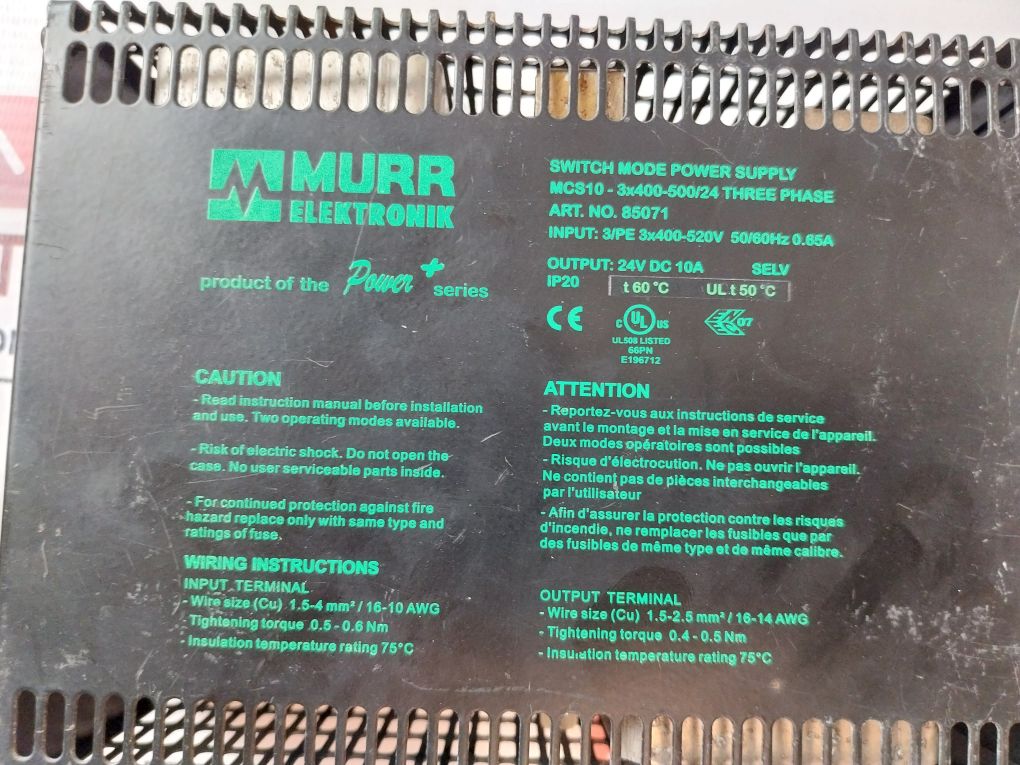 MURR
ELEKTRONIK
product of the Power+ series
SWITCH MODE POWER SUPPLY
MCS10 - 3x400-500/24 THREE PHASE
ART. NO. 85071
INPUT: 3/PE 3x400-520V 50/60Hz 0.65A
OUTPUT: 24V DC 10A SELV
IP20 t 60 °C UL t 50 °C
CE
C UL US
07
UL508 LISTED
66PN
E196712
CAUTION
- Read instruction manual before installation
and use. Two operating modes available.
- Risk of electric shock. Do not open the
case. No user serviceable parts inside.
- For continued protection against fire
hazard replace only with same type and
ratings of fuse.
WIRING INSTRUCTIONS
INPUT TERMINAL
- Wire size (Cu) 1.5-4 mm² / 16-10 AWG
- Tightening torque 0.5 - 0.6 Nm
- Insulation temperature rating 75°C
ATTENTION
- Reportez-vous aux instructions de service
avant le montage et la mise en service de l'appareil.
Deux modes opératoires sont possibles
- Risque d'électrocution. Ne pas ouvrir l'appareil.
Ne contient pas de pièces interchangeables
par l'utilisateur
- Afin d'assurer la protection contre les risques
d'incendie, ne remplacer les fusibles que par
des fusibles de même type et de même calibre.
OUTPUT TERMINAL
- Wire size (Cu) 1.5-2.5 mm² / 16-14 AWG
- Tightening torque 0.4 - 0.5 Nm
- Insulation temperature rating 75°C